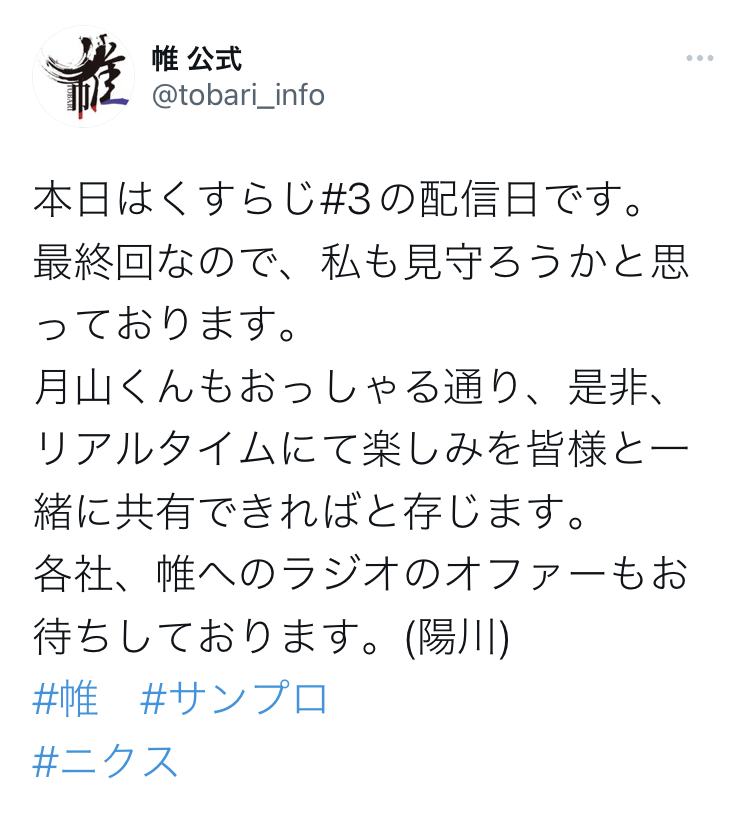 帷 公式
@tobari_info
帷
TOBARI
本日はくすらじ#3の配信日です。
最終回なので、私も見守ろうかと思
っております。
月山くんもおっしゃる通り、是非、
リアルタイムにて楽しみを皆様と一
緒に共有できればと存じます。
各社、帷へのラジオのオファーもお
待ちしております。(陽川)
#帷　#サンプロ
#ニクス